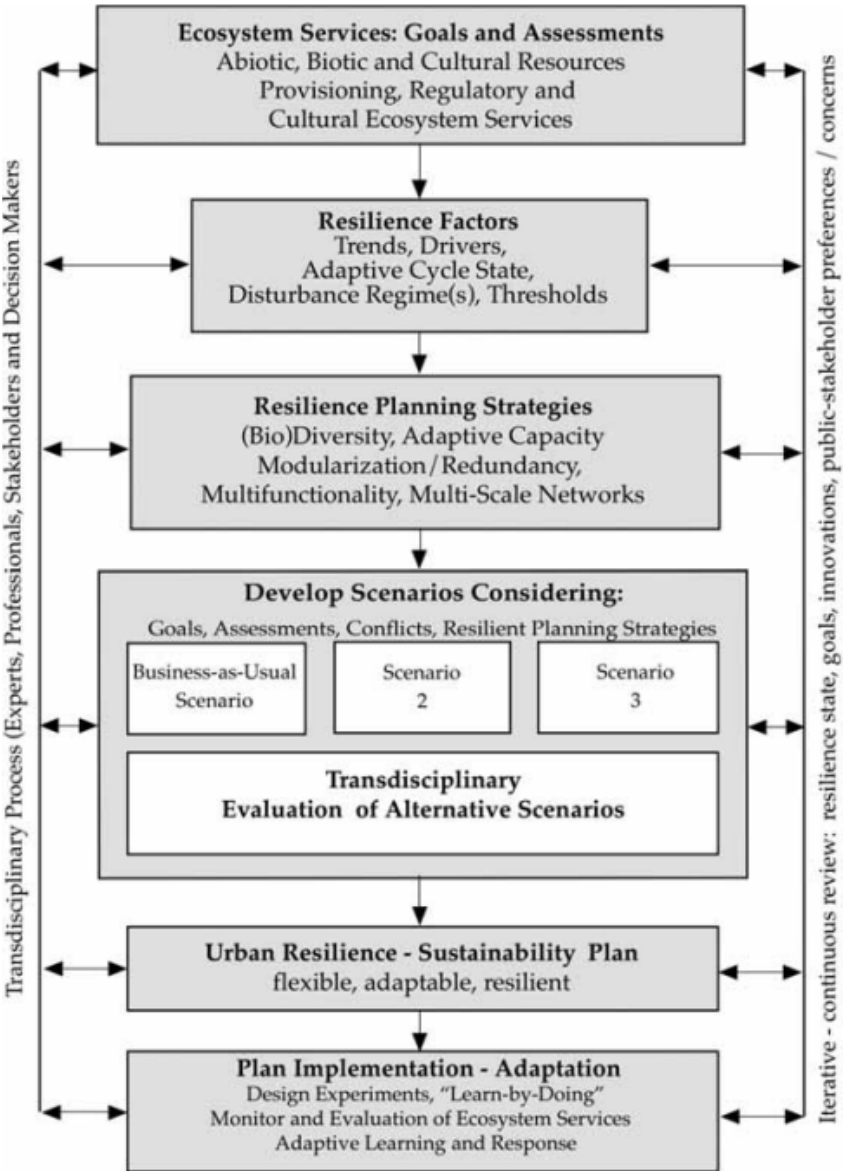 Ecosystem Services: Goals and Assessments
Abiotic, Biotic and Cultural Resources
Provisioning, Regulatory and
Cultural Ecosystem Services
Resilience Factors
Trends, Drivers,
Adaptive Cycle State,
Disturbance Regime(s), Thresholds
Resilience Planning Strategies
(Bio)Diversity, Adaptive Capacity
Modularization/Redundancy,
Multifunctionality, Multi-Scale Networks
Develop Scenarios Considering:
Goals, Assessments, Conflicts, Resilient Planning Strategies
Business-as-Usual
Scenario
Scenario
2
Scenario
3
Transdisciplinary
Evaluation of Alternative Scenarios
Urban Resilience - Sustainability Plan
flexible, adaptable, resilient
Plan Implementation - Adaptation
Design Experiments, “Learn-by-Doing”
Monitor and Evaluation of Ecosystem Services
Adaptive Learning and Response
Transdisciplinary Process (Experts, Professionals, Stakeholders and Decision Makers
Iterative - continuous review: resilience state, goals, innovations, public-stakeholder preferences / concerns